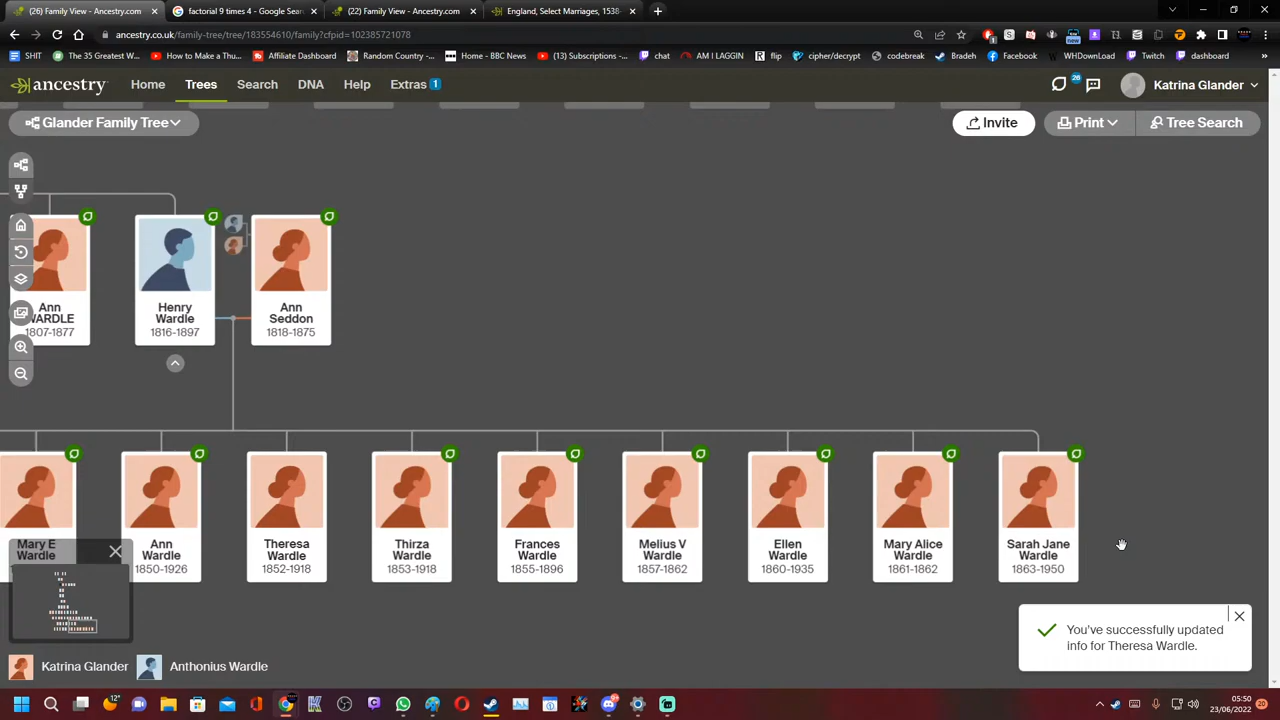 (26) Family View - Ancestry.com
factorial 9 times 4 - Google Sear
(22) Family View - Ancestry.com
England, Select Marriages, 1538-
ancestry.co.uk/family-tree/tree/183554610/family?cfpid=102385721078
SHIT
The 35 Greatest W...
How to Make a Thu...
Affiliate Dashboard
Random Country...
Home - BBC News
(13) Subscriptions -...
chat
AM I LAGGIN
flip
cipher/decrypt
codebreak
Bradeh
Facebook
WHDownLoad
Twitch
dashboard
ancestry
Home
Trees
Search
DNA
Help
Extras 1
26
Katrina Glander
Glander Family Tree
Invite
Print
Tree Search
Ann
WARDLE
1807-1877
Henry
Wardle
1816-1897
Ann
Seddon
1818-1875
Mary E
Wardle
Ann
Wardle
1850-1926
Theresa
Wardle
1852-1918
Thirza
Wardle
1853-1918
Frances
Wardle
1855-1896
Melius V
Wardle
1857-1862
Ellen
Wardle
1860-1935
Mary Alice
Wardle
1861-1862
Sarah Jane
Wardle
1863-1950
You've successfully updated
info for Theresa Wardle.
Katrina Glander
Anthonius Wardle
12°
05:50
23/06/2022